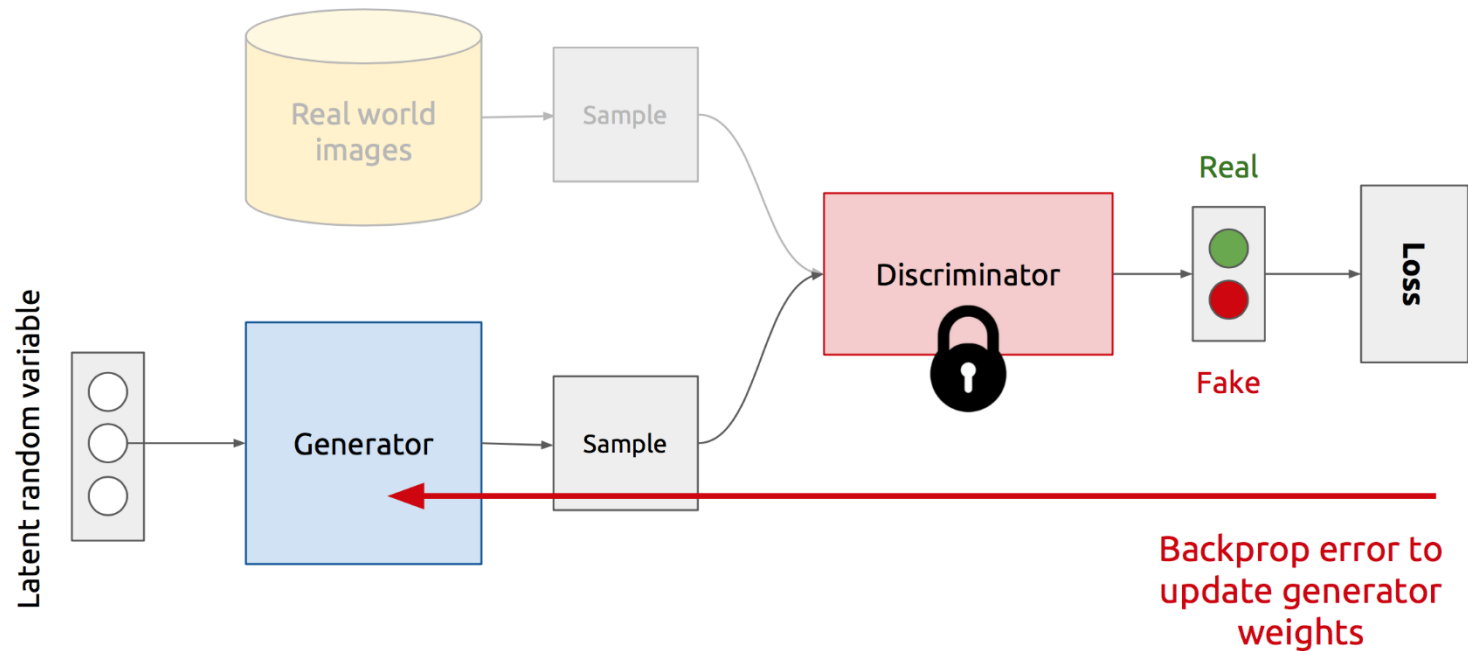 Real world
images
Sample
Real
Discriminator
Loss
Fake
Latent random variable
Generator
Sample
Backprop error to
update generator
weights